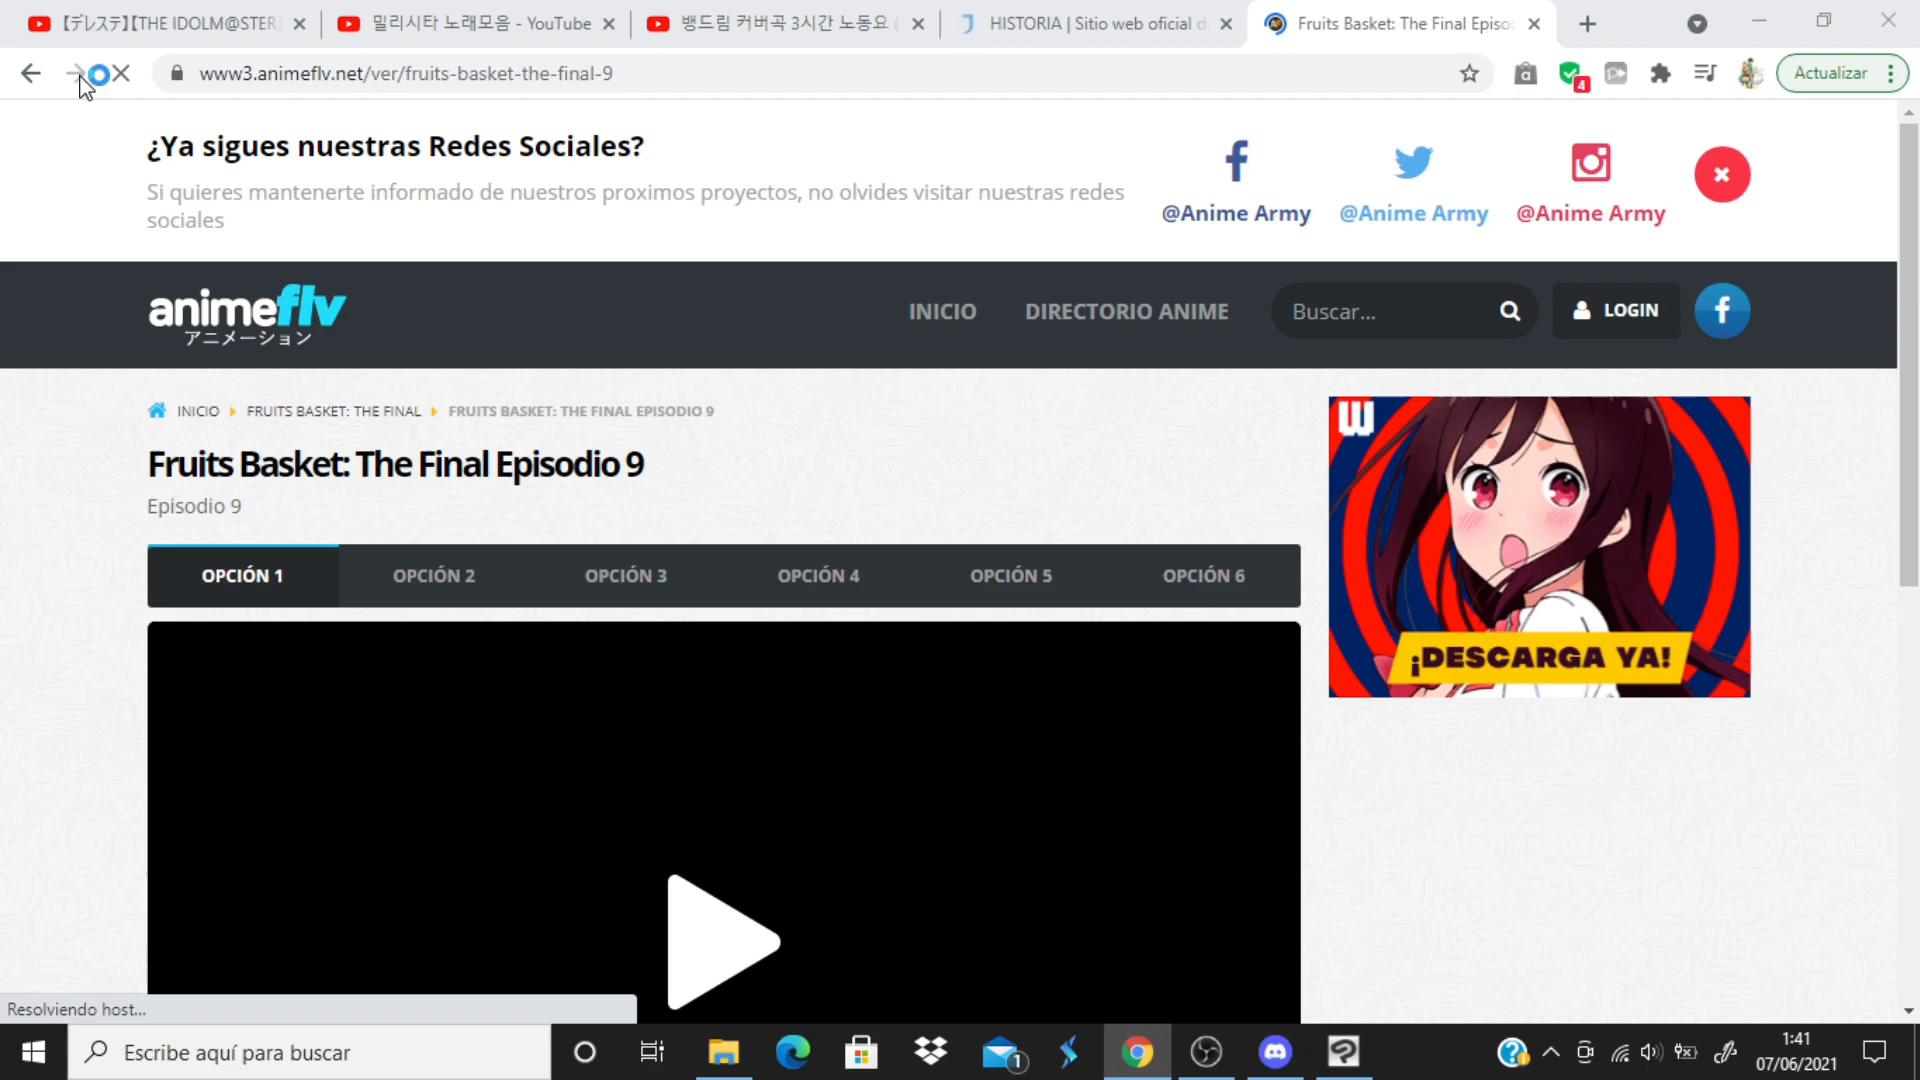 【デレステ】【THE IDOLM@STER
밀리시타 노래모음 - YouTube
뱅드림 커버곡 3시간 노동요 (
HISTORIA | Sitio web oficial d
Fruits Basket: The Final Episod
www3.animeflv.net/ver/fruits-basket-the-final-9
4
Actualizar
¿Ya sigues nuestras Redes Sociales?
Si quieres mantenerte informado de nuestros proximos proyectos, no olvides visitar nuestras redes
sociales
@Anime Army
@Anime Army
@Anime Army
animeflv
アニメーション
INICIO
DIRECTORIO ANIME
Buscar...
LOGIN
INICIO
FRUITS BASKET: THE FINAL
FRUITS BASKET: THE FINAL EPISODIO 9
Fruits Basket: The Final Episodio 9
Episodio 9
OPCIÓN 1
OPCIÓN 2
OPCIÓN 3
OPCIÓN 4
OPCIÓN 5
OPCIÓN 6
W
¡DESCARGA YA!
Resolviendo host...
Escribe aquí para buscar
1
1:41
07/06/2021